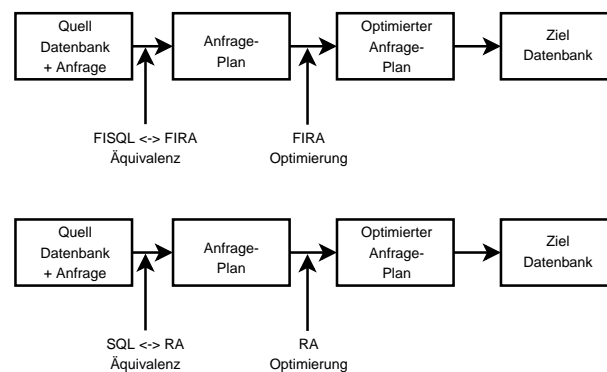 Quell
Datenbank
+ Anfrage
Anfrage-
Plan
Optimierter
Anfrage-
Plan
Ziel
Datenbank
FISQL <-> FIRA
Äquivalenz
FIRA
Optimierung
Quell
Datenbank
+ Anfrage
Anfrage-
Plan
Optimierter
Anfrage-
Plan
Ziel
Datenbank
SQL <-> RA
Äquivalenz
RA
Optimierung